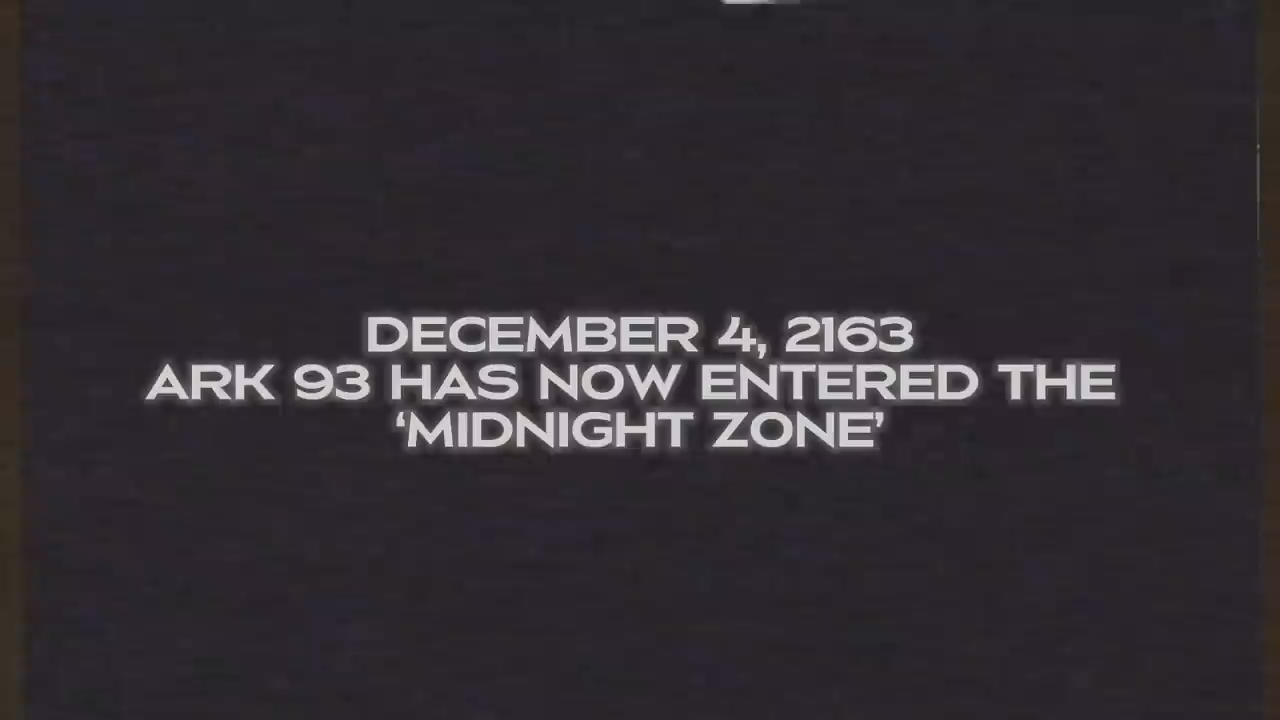 DECEMBER 4, 2163
ARK 93 HAS NOW ENTERED THE
‘MIDNIGHT ZONE’